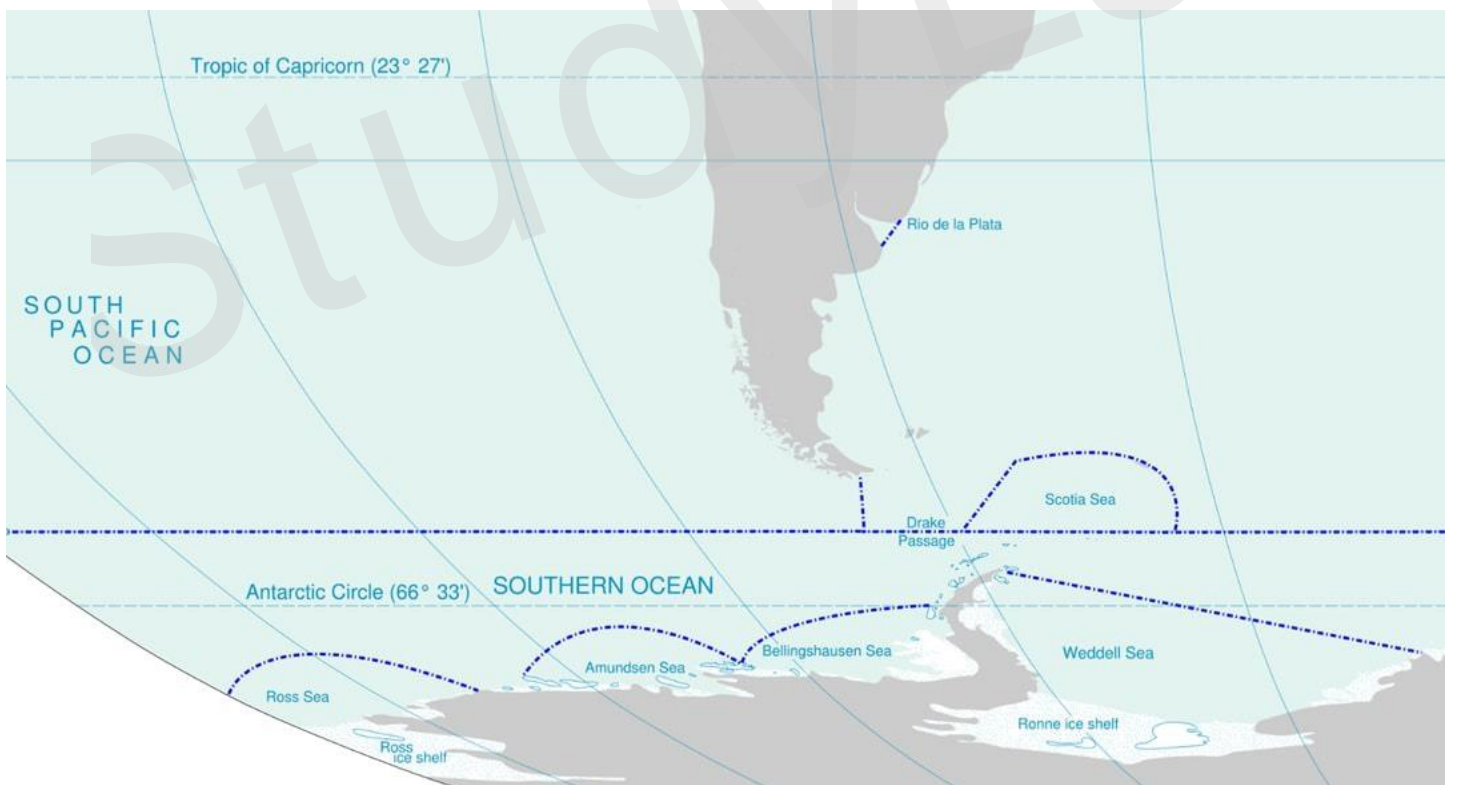 Tropic of Capricorn (23° 27')
Rio de la Plata
SOUTH
PACIFIC
OCEAN
Scotia Sea
Drake
Passage
Antarctic Circle (66° 33')
SOUTHERN OCEAN
Bellingshausen Sea
Weddell Sea
Amundsen Sea
Ross Sea
Ronne ice shelf
Ross
ice shelf